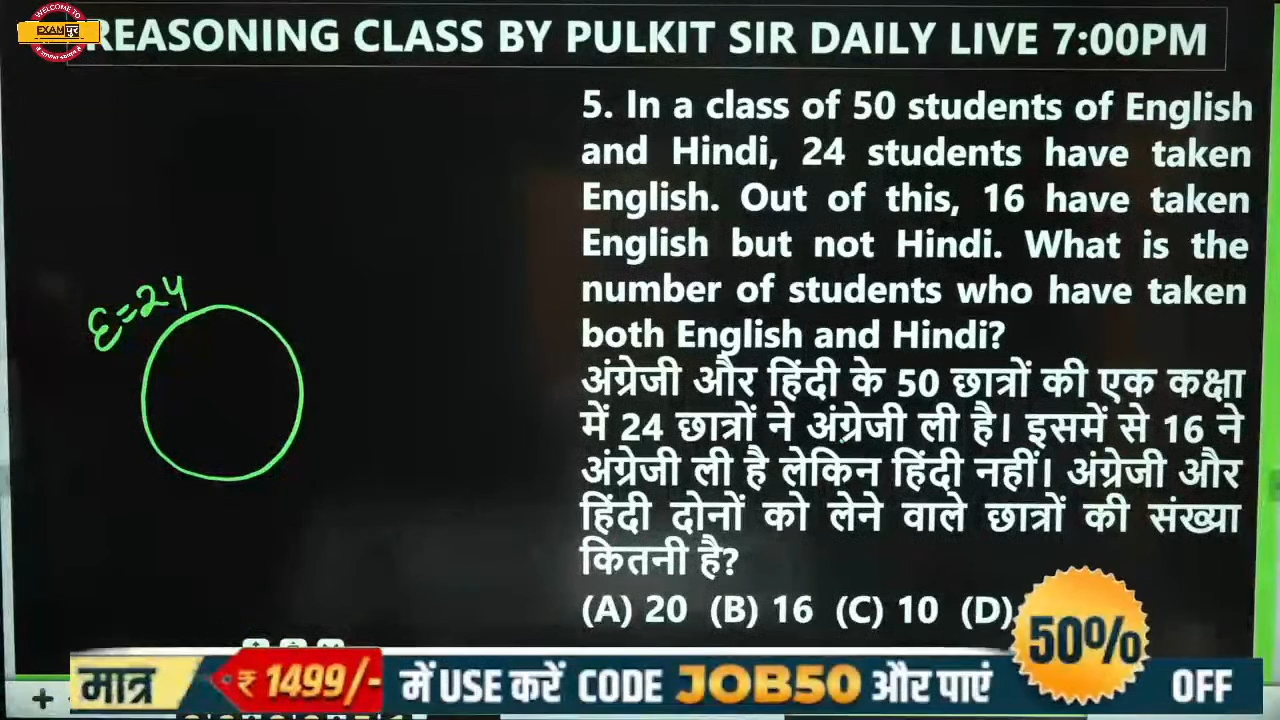 WELCOME TO
EXAM पुर
REASONING CLASS BY PULKIT SIR DAILY LIVE 7:00PM
5. In a class of 50 students of English
and Hindi, 24 students have taken
English. Out of this, 16 have taken
English but not Hindi. What is the
number of students who have taken
both English and Hindi?
अंग्रेजी और हिंदी के 50 छात्रों की एक कक्षा
में 24 छात्रों ने अंग्रेजी ली है। इसमें से 16 ने
अंग्रेजी ली है लेकिन हिंदी नहीं। अंग्रेजी और
हिंदी दोनों को लेने वाले छात्रों की संख्या
कितनी है?
(A) 20 (B) 16 (C) 10 (D)
E=24
मात्र ₹ 1499/- में USE करें CODE JOB50 और पाएं 50% OFF